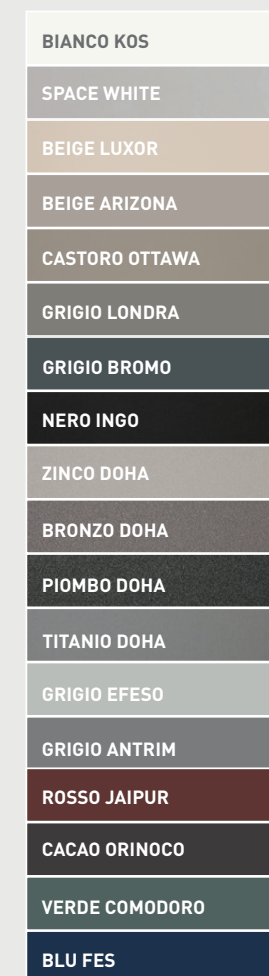 BIANCO KOS
SPACE WHITE
BEIGE LUXOR
BEIGE ARIZONA
CASTORO OTTAWA
GRIGIO LONDRA
GRIGIO BROMO
NERO INGO
ZINCO DOHA
BRONZO DOHA
PIOMBO DOHA
TITANIO DOHA
GRIGIO EFESO
GRIGIO ANTRIM
ROSSO JAIPUR
CACAO ORINOCO
VERDE COMODORO
BLU FES